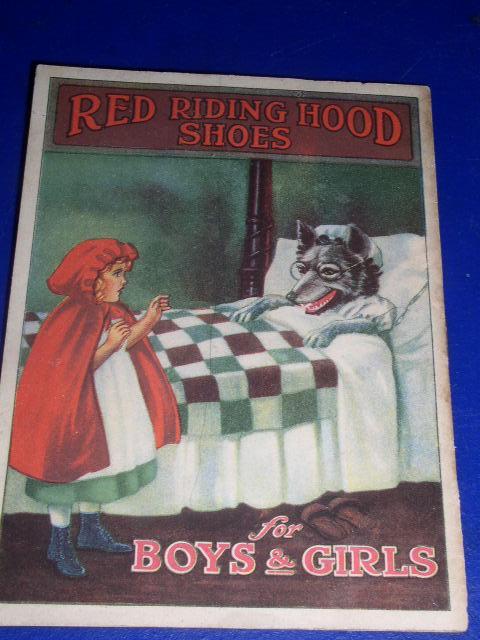 RED RIDING HOOD
SHOES
for
BOYS & GIRLS